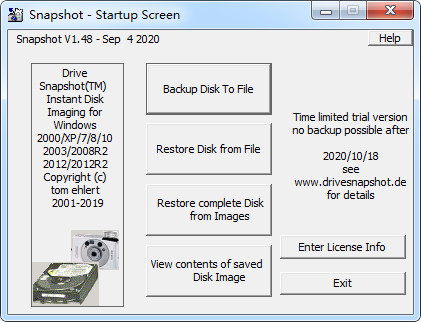 Snapshot - Startup Screen
Snapshot V1.48 - Sep  4 2020
Help
Drive
Snapshot(TM)
Instant Disk
Imaging for
Windows
2000/XP/7/8/10
2003/2008R2
2012/2012R2
Copyright (c)
tom ehlert
2001-2019
Backup Disk To File
Restore Disk from File
Restore complete Disk
from Images
View contents of saved
Disk Image
Time limited trial version
no backup possible after
2020/10/18
see
www.drivesnapshot.de
for details
Enter License Info
Exit